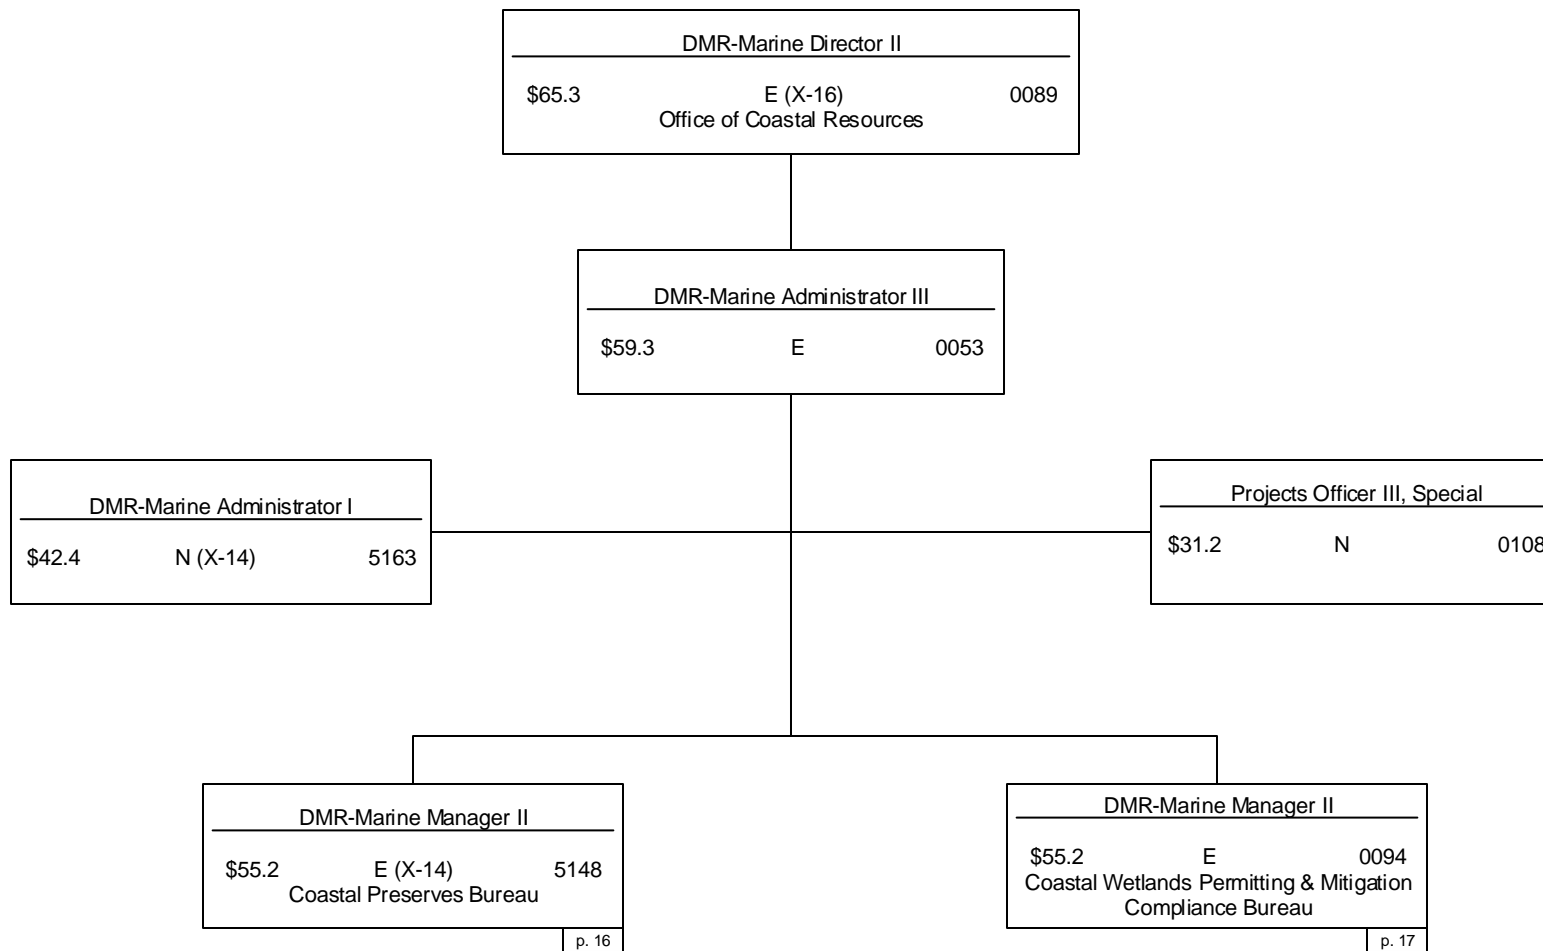 DMR-Marine Director II
$65.3 E (X-16) 0089
Office of Coastal Resources
DMR-Marine Administrator III
$59.3 E 0053
DMR-Marine Administrator I
$42.4 N (X-14) 5163
Projects Officer III, Special
$31.2 N 0108
DMR-Marine Manager II
$55.2 E (X-14) 5148
Coastal Preserves Bureau
p. 16
DMR-Marine Manager II
$55.2 E 0094
Coastal Wetlands Permitting & Mitigation
Compliance Bureau
p. 17